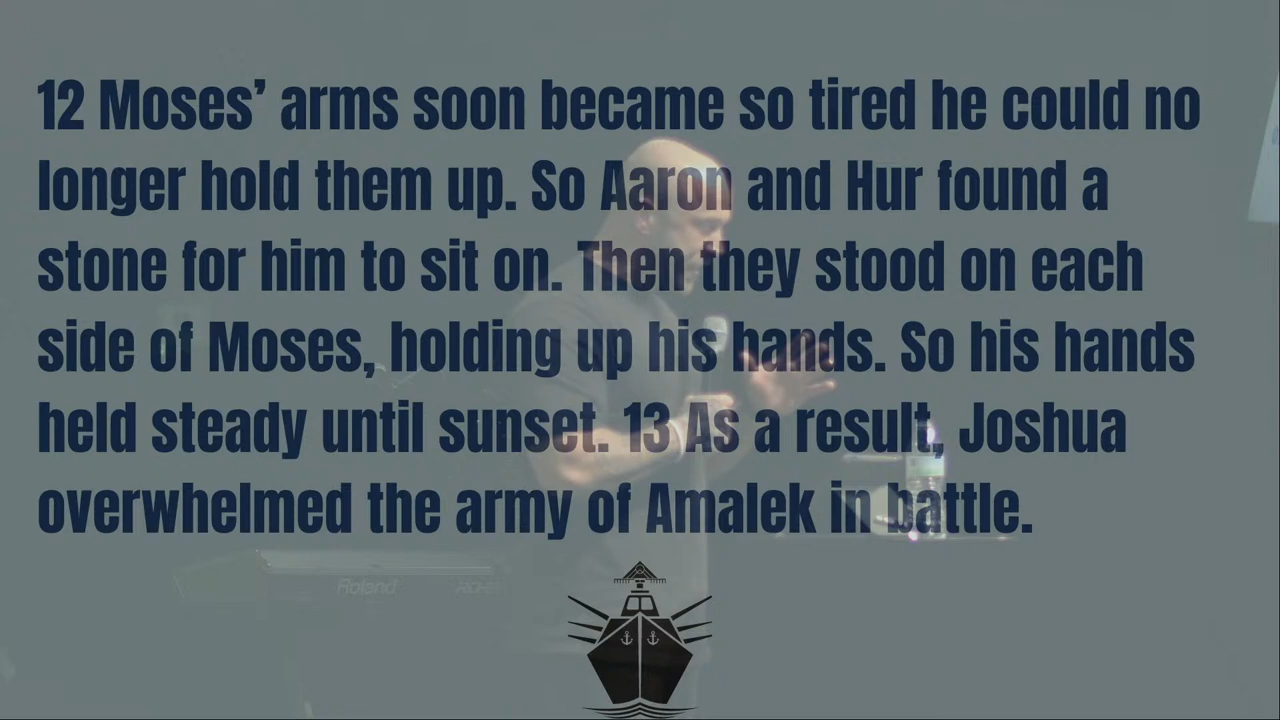 12 Moses’ arms soon became so tired he could no
longer hold them up. So Aaron and Hur found a
stone for him to sit on. Then they stood on each
side of Moses, holding up his hands. So his hands
held steady until sunset. 13 As a result, Joshua
overwhelmed the army of Amalek in battle.
Roland